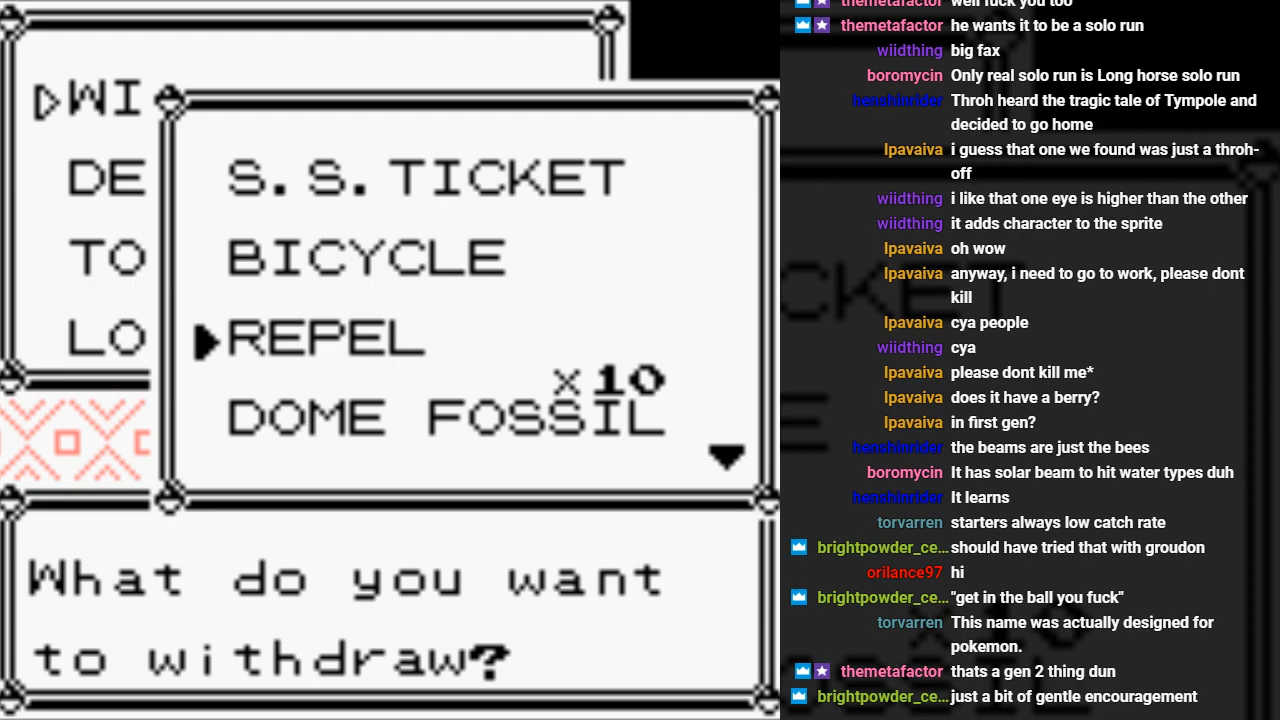 WI
S.S.TICKET
DE
BICYCLE
TO
REPEL
LO
×10
DOME FOSSIL
What do you want
to withdraw?
themetafactor well fuck you too
themetafactor he wants it to be a solo run
wiidthing big fax
boromycin Only real solo run is Long horse solo run
henshinrider Throh heard the tragic tale of Tympole and
decided to go home
lpavaiva i guess that one we found was just a throh-
off
wiidthing i like that one eye is higher than the other
wiidthing it adds character to the sprite
lpavaiva oh wow
lpavaiva anyway, i need to go to work, please dont
kill
lpavaiva cya people
wiidthing cya
lpavaiva please dont kill me*
lpavaiva does it have a berry?
lpavaiva in first gen?
henshinrider the beams are just the bees
boromycin It has solar beam to hit water types duh
henshinrider It learns
torvarren starters always low catch rate
brightpowder_ce… should have tried that with groudon
orilance97 hi
brightpowder_ce… "get in the ball you fuck"
torvarren This name was actually designed for
pokemon.
themetafactor thats a gen 2 thing dun
brightpowder_ce… just a bit of gentle encouragement